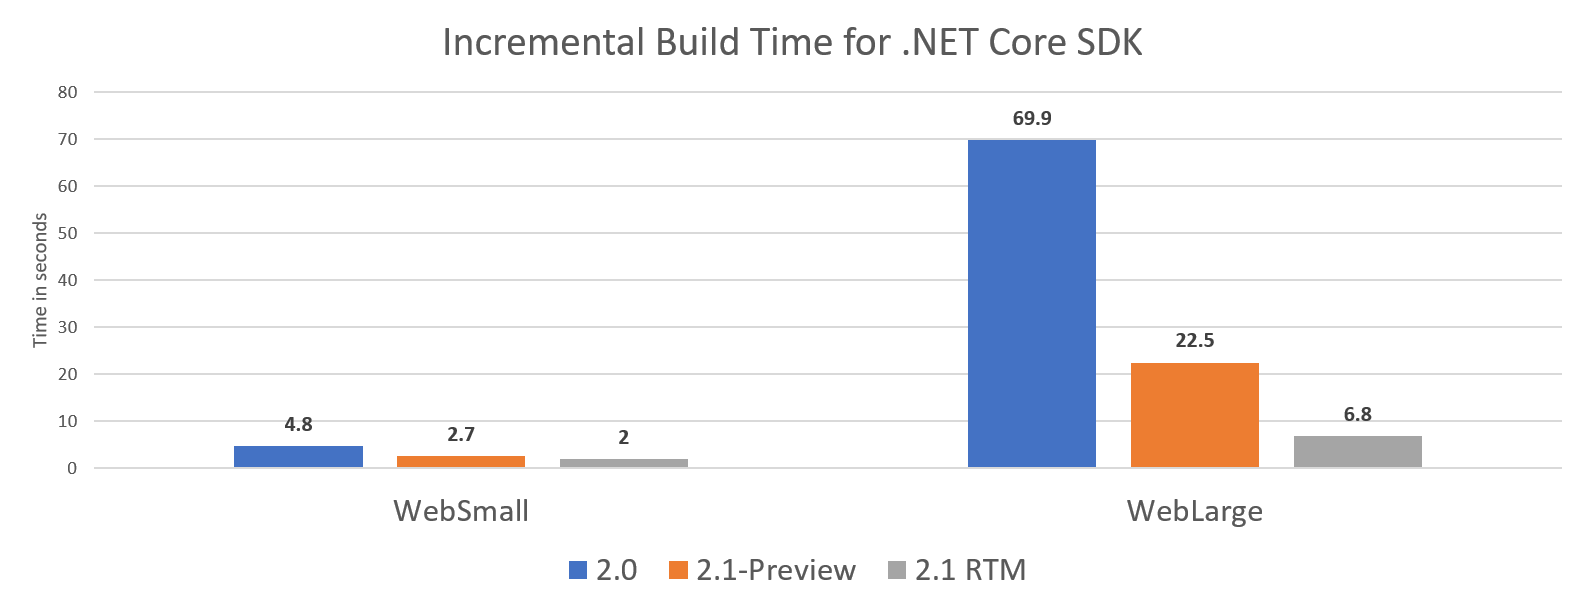 Incremental Build Time for .NET Core SDK
80
70
60
50
40
30
20
10
0
Time in seconds
4.8
2.7
2
69.9
22.5
6.8
WebSmall
WebLarge
2.0
2.1-Preview
2.1 RTM